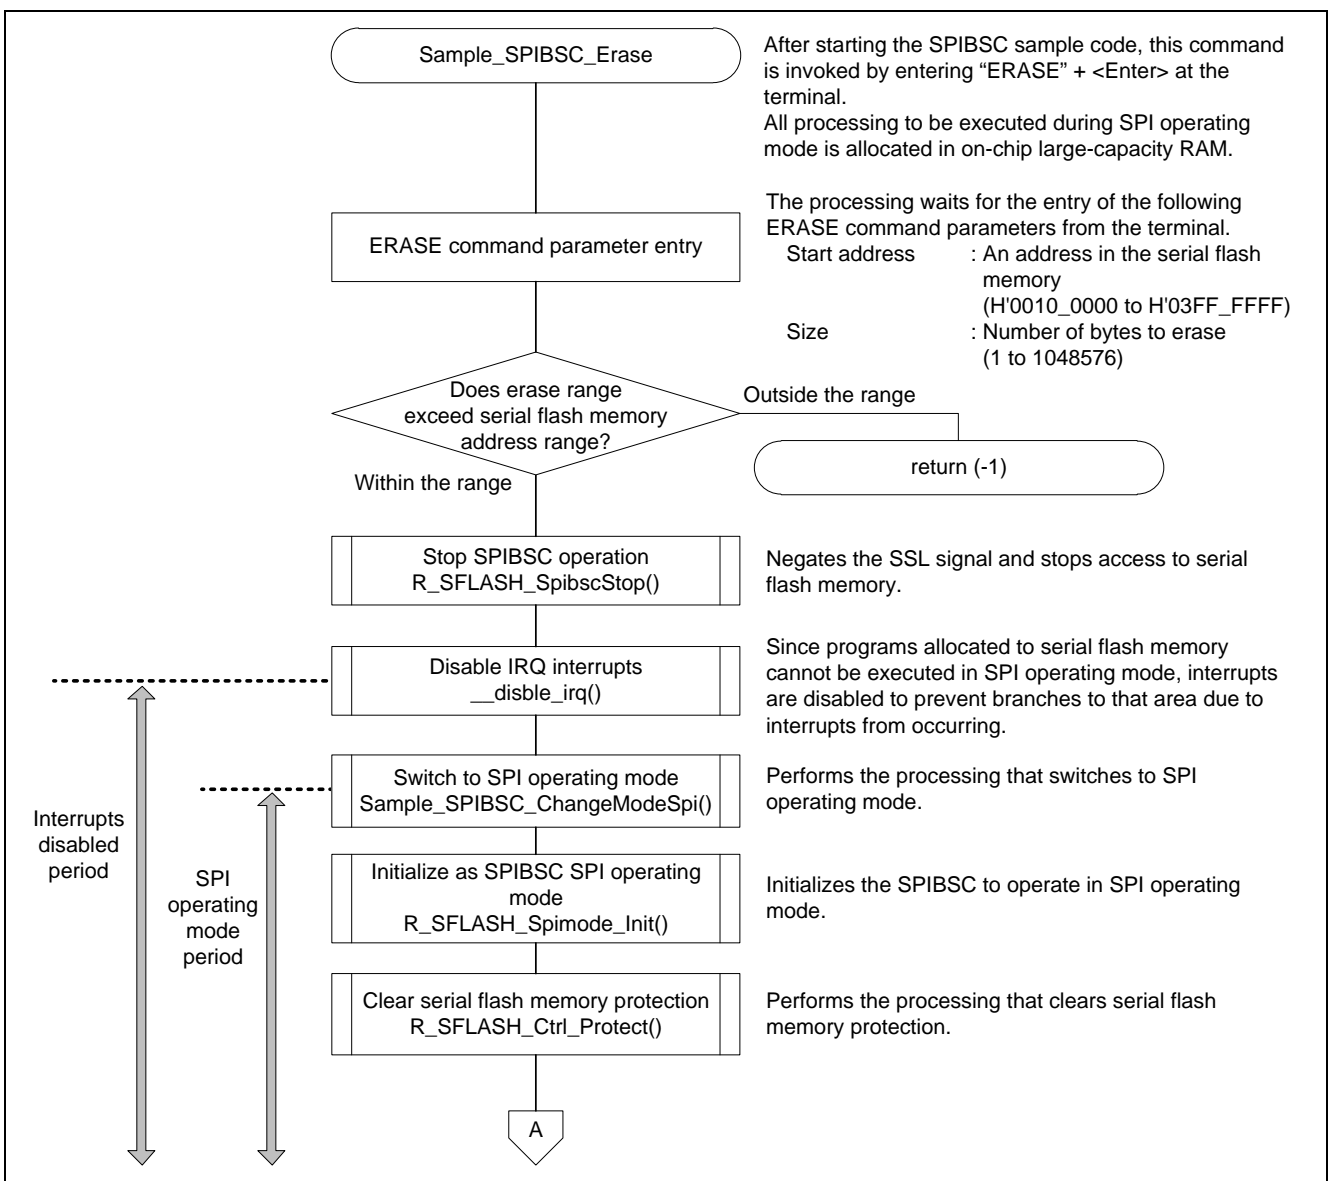 Sample_SPIBSC_Erase
After starting the SPIBSC sample code, this command
is invoked by entering “ERASE” + <Enter> at the
terminal.
All processing to be executed during SPI operating
mode is allocated in on-chip large-capacity RAM.
ERASE command parameter entry
The processing waits for the entry of the following
ERASE command parameters from the terminal.
Start address : An address in the serial flash
memory
(H'0010_0000 to H'03FF_FFFF)
Size : Number of bytes to erase
(1 to 1048576)
Does erase range
exceed serial flash memory
address range?
Outside the range
return (-1)
Within the range
Stop SPIBSC operation
R_SFLASH_SpibscStop()
Negates the SSL signal and stops access to serial
flash memory.
Disable IRQ interrupts
__disble_irq()
Since programs allocated to serial flash memory
cannot be executed in SPI operating mode, interrupts
are disabled to prevent branches to that area due to
interrupts from occurring.
Switch to SPI operating mode
Sample_SPIBSC_ChangeModeSpi()
Performs the processing that switches to SPI
operating mode.
Interrupts
disabled
period
SPI
operating
mode
period
Initialize as SPIBSC SPI operating
mode
R_SFLASH_Spimode_Init()
Initializes the SPIBSC to operate in SPI operating
mode.
Clear serial flash memory protection
R_SFLASH_Ctrl_Protect()
Performs the processing that clears serial flash
memory protection.
A